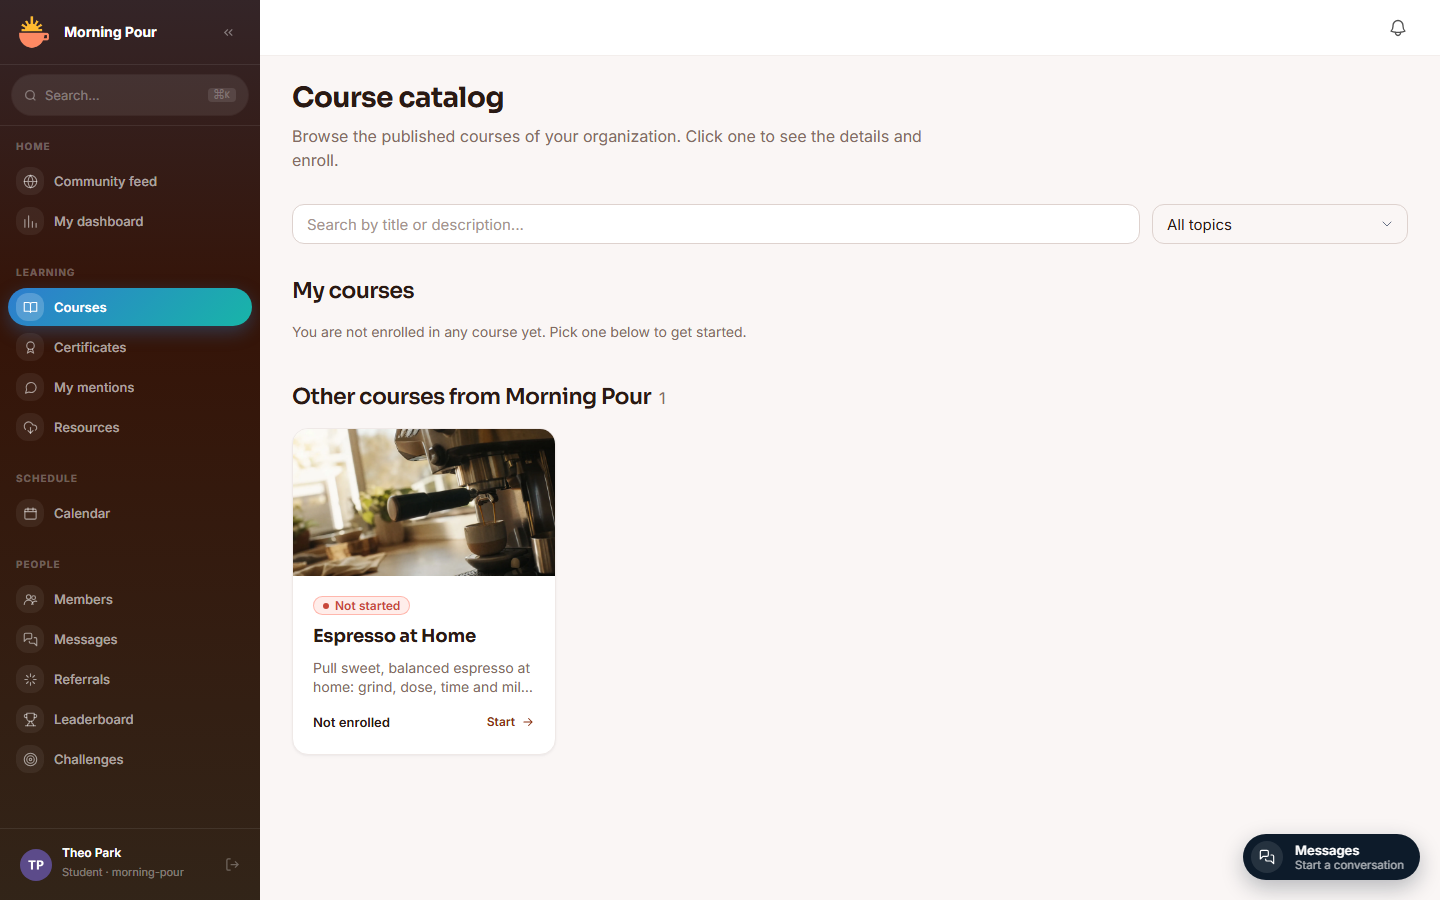 Morning Pour
Search...
⌘K
HOME
Community feed
My dashboard
LEARNING
Courses
Certificates
My mentions
Resources
SCHEDULE
Calendar
PEOPLE
Members
Messages
Referrals
Leaderboard
Challenges
TP
Theo Park
Student · morning-pour
Course catalog
Browse the published courses of your organization. Click one to see the details and
enroll.
Search by title or description...
All topics
My courses
You are not enrolled in any course yet. Pick one below to get started.
Other courses from Morning Pour 1
Not started
Espresso at Home
Pull sweet, balanced espresso at
home: grind, dose, time and mil...
Not enrolled
Start →
Messages
Start a conversation